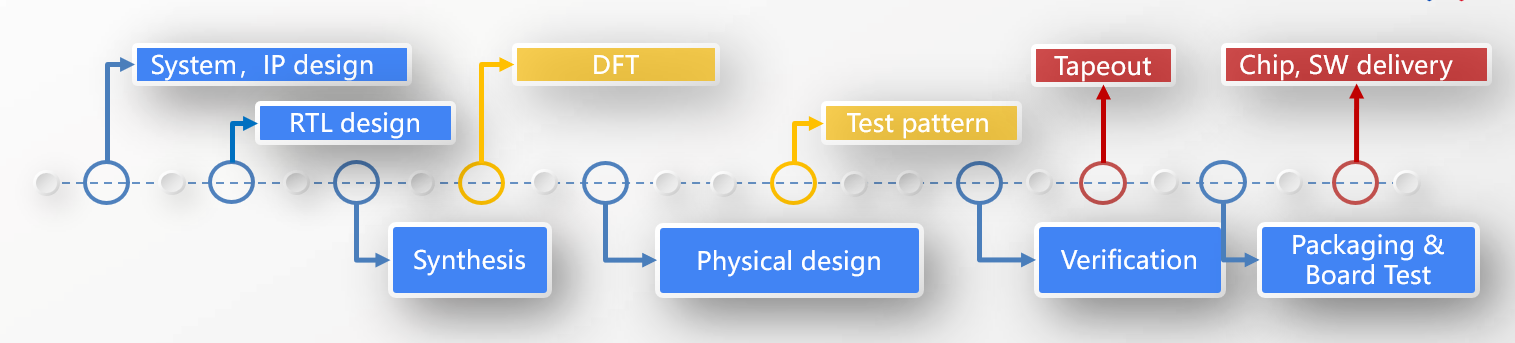 System，IP design
RTL design
Synthesis
DFT
Physical design
Test pattern
Verification
Tapeout
Packaging &
Board Test
Chip, SW delivery